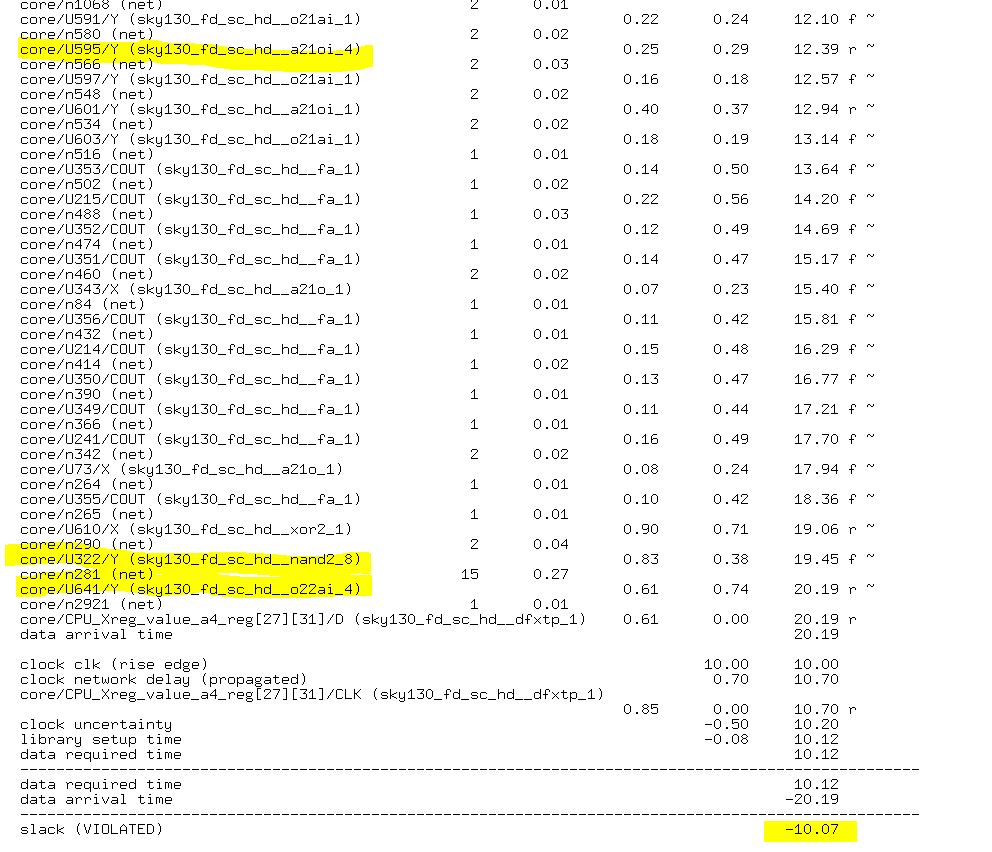 core/n1068 (net) 2 0.01
core/U591/Y (sky130_fd_sc_hd__o21ai_1) 0.22 0.24 12.10 f ~
core/n580 (net) 2 0.02
core/U595/Y (sky130_fd_sc_hd__a21oi_4) 0.25 0.29 12.39 r ~
core/n566 (net) 2 0.03
core/U597/Y (sky130_fd_sc_hd__o21ai_1) 0.16 0.18 12.57 f ~
core/n548 (net) 2 0.02
core/U601/Y (sky130_fd_sc_hd__a21oi_1) 0.40 0.37 12.94 r ~
core/n534 (net) 2 0.02
core/U603/Y (sky130_fd_sc_hd__o21ai_1) 0.18 0.19 13.14 f ~
core/n516 (net) 1 0.01
core/U353/COUT (sky130_fd_sc_hd__fa_1) 0.14 0.50 13.64 f ~
core/n502 (net) 1 0.02
core/U215/COUT (sky130_fd_sc_hd__fa_1) 0.22 0.56 14.20 f ~
core/n488 (net) 1 0.03
core/U352/COUT (sky130_fd_sc_hd__fa_1) 0.12 0.49 14.69 f ~
core/n474 (net) 1 0.01
core/U351/COUT (sky130_fd_sc_hd__fa_1) 0.14 0.47 15.17 f ~
core/n460 (net) 2 0.02
core/U343/X (sky130_fd_sc_hd__a21o_1) 0.07 0.23 15.40 f ~
core/n84 (net) 1 0.01
core/U356/COUT (sky130_fd_sc_hd__fa_1) 0.11 0.42 15.81 f ~
core/n432 (net) 1 0.01
core/U214/COUT (sky130_fd_sc_hd__fa_1) 0.15 0.48 16.29 f ~
core/n414 (net) 1 0.02
core/U350/COUT (sky130_fd_sc_hd__fa_1) 0.13 0.47 16.77 f ~
core/n390 (net) 1 0.01
core/U349/COUT (sky130_fd_sc_hd__fa_1) 0.11 0.44 17.21 f ~
core/n366 (net) 1 0.01
core/U241/COUT (sky130_fd_sc_hd__fa_1) 0.16 0.49 17.70 f ~
core/n342 (net) 2 0.02
core/U73/X (sky130_fd_sc_hd__a21o_1) 0.08 0.24 17.94 f ~
core/n264 (net) 1 0.01
core/U355/COUT (sky130_fd_sc_hd__fa_1) 0.10 0.42 18.36 f ~
core/n265 (net) 1 0.01
core/U610/X (sky130_fd_sc_hd__xor2_1) 0.90 0.71 19.06 r ~
core/n290 (net) 2 0.04
core/U322/Y (sky130_fd_sc_hd__nand2_8) 0.83 0.38 19.45 f ~
core/n281 (net) 15 0.27
core/U641/Y (sky130_fd_sc_hd__o22ai_4) 0.61 0.74 20.19 r ~
core/n2921 (net) 1 0.01
core/CPU_Xreg_value_a4_reg[27][31]/D (sky130_fd_sc_hd__dfxtp_1) 0.61 0.00 20.19 r
data arrival time 20.19
clock clk (rise edge) 10.00 10.00
clock network delay (propagated) 0.70 10.70
core/CPU_Xreg_value_a4_reg[27][31]/CLK (sky130_fd_sc_hd__dfxtp_1)
0.85 0.00 10.70 r
clock uncertainty -0.50 10.20
library setup time -0.08 10.12
data required time 10.12
data required time 10.12
data arrival time -20.19
slack (VIOLATED) -10.07